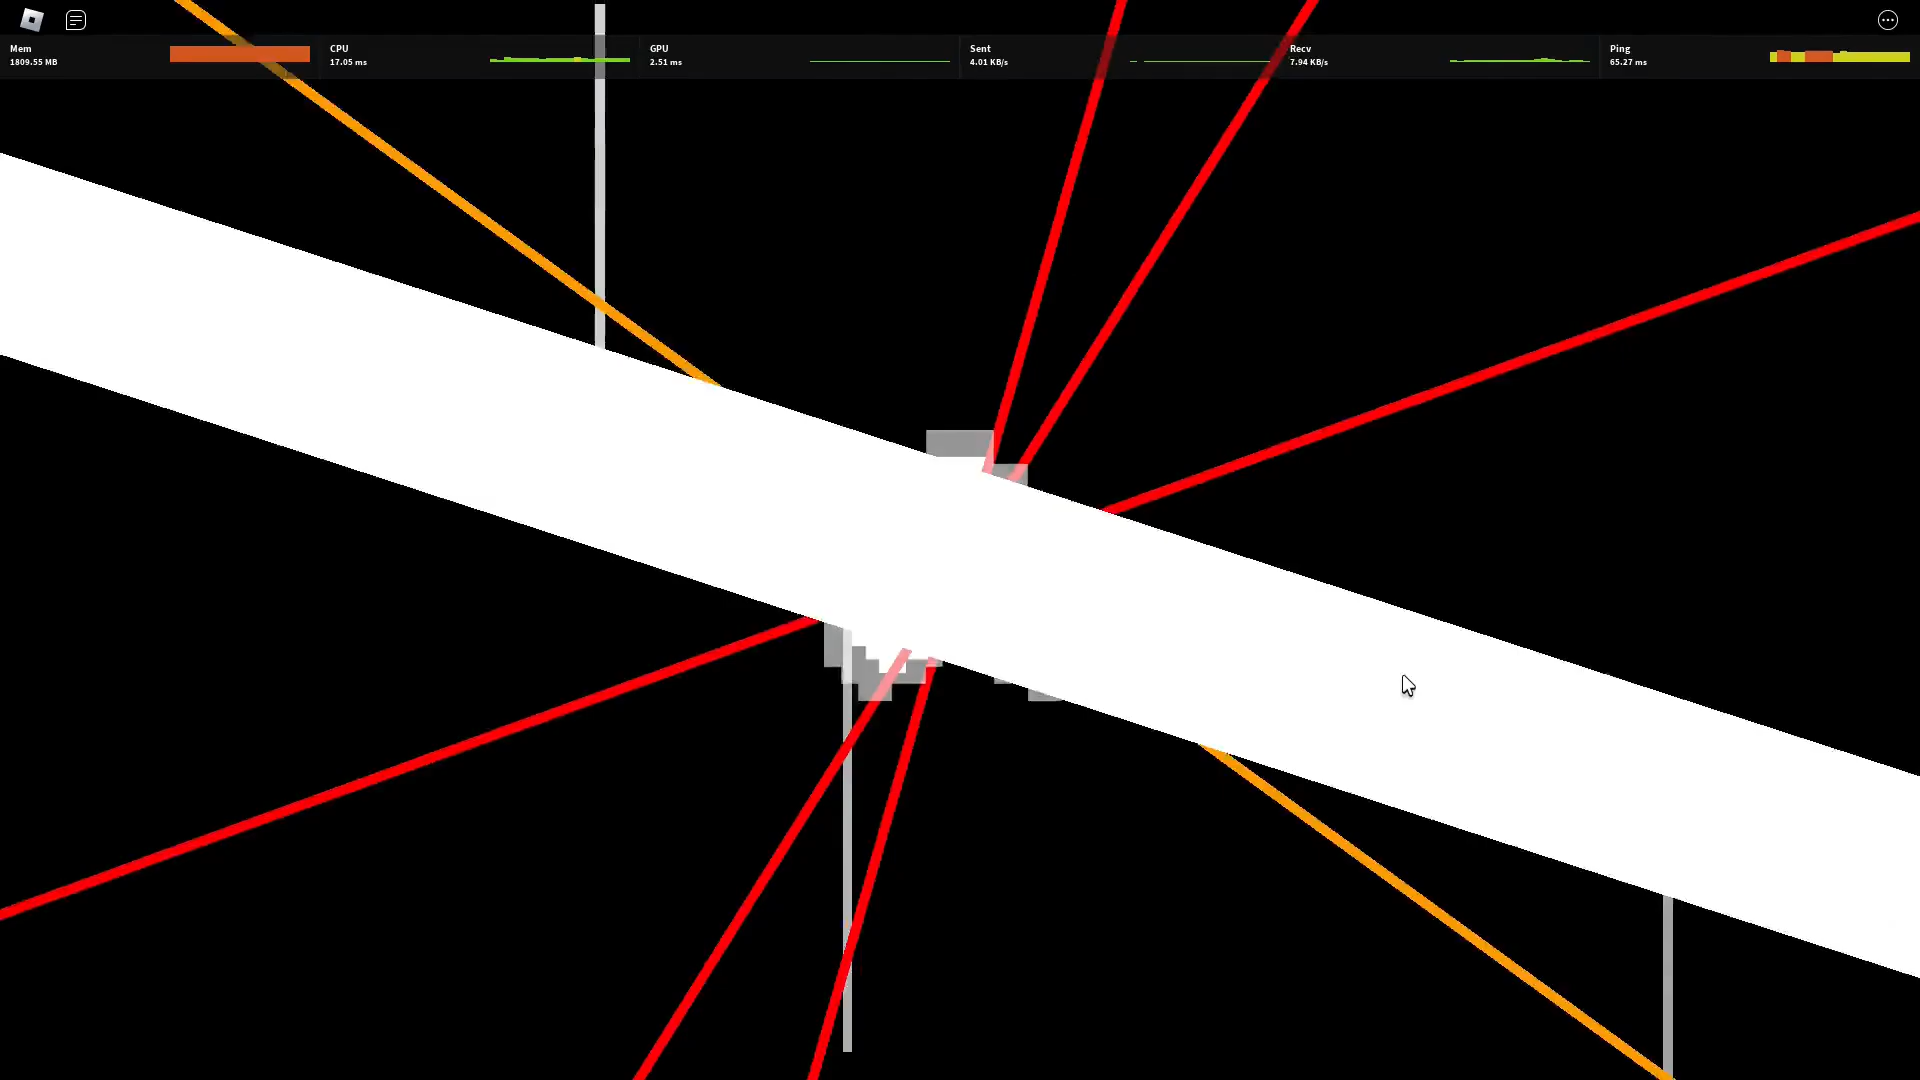 Mem
1809.55 MB
CPU
17.05 ms
GPU
2.51 ms
Sent
4.01 KB/s
Recv
7.94 KB/s
Ping
65.27 ms